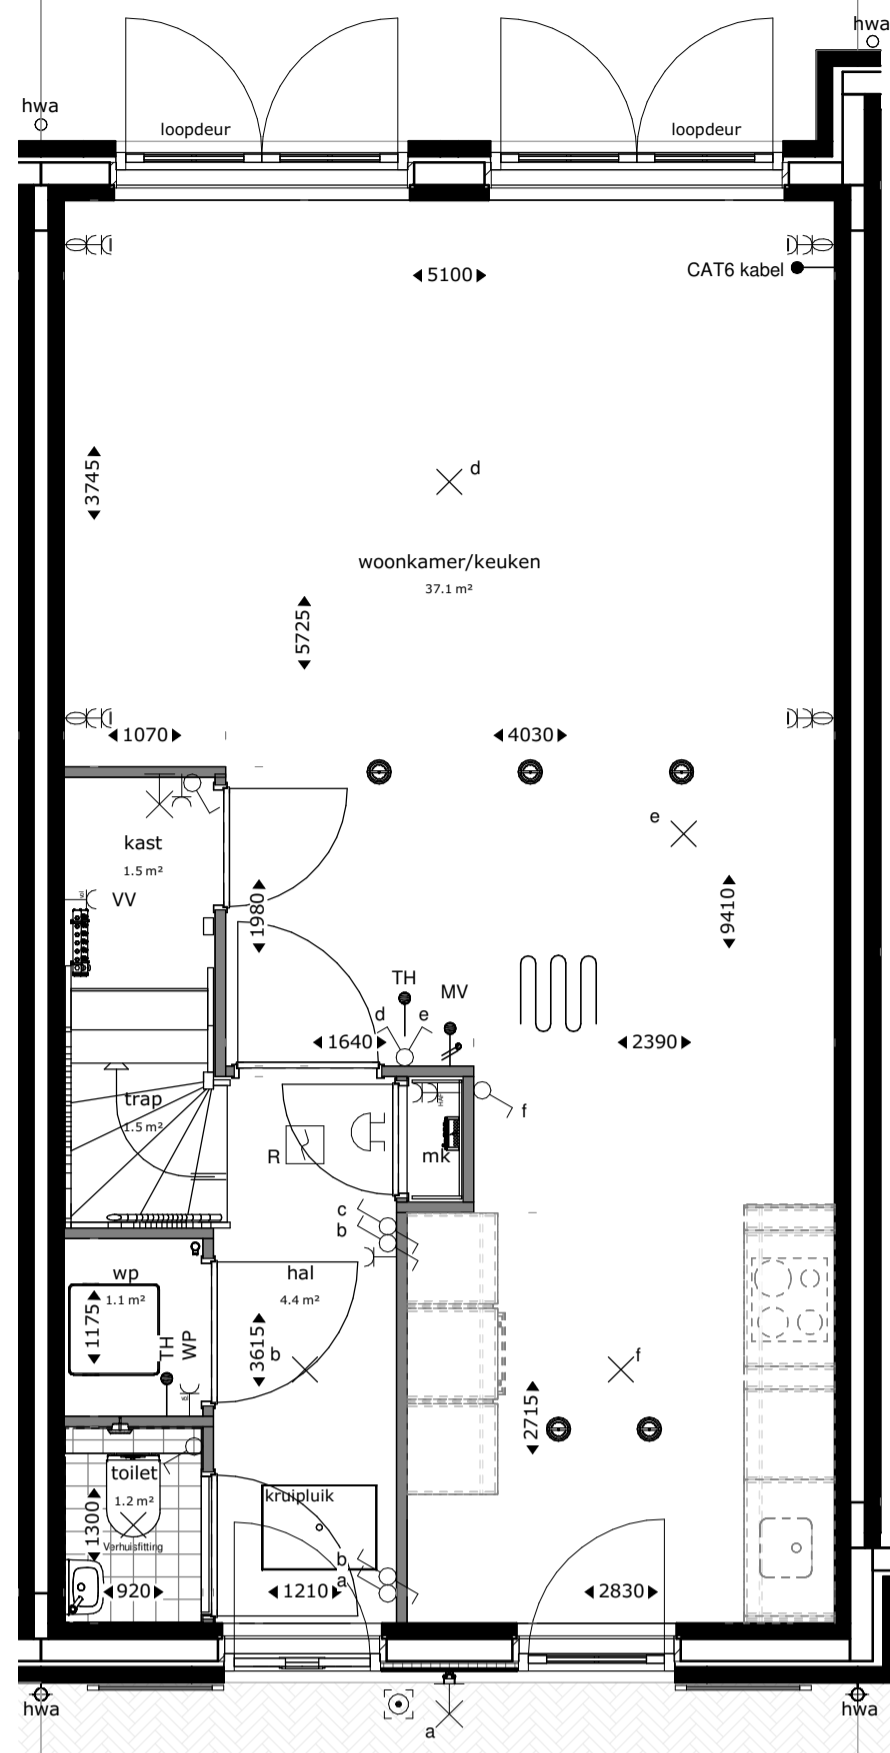 hwa
hwa
loopdeur
loopdeur
5100
CAT6 kabel
3745
d
woonkamer/keuken
37.1 m²
5725
1070
4030
e
kast
1.5 m²
VV
1980
9410
TH
MV
d
e
1640
2390
trap
1.5 m²
R
mk
f
c
b
wp
1.1 m²
hal
4.4 m²
1175
TH
WP
3615
b
f
2715
toilet
1.2 m²
Verhuisfitting
1300
920
kruipluik
b
a
1210
2830
hwa
a
hwa